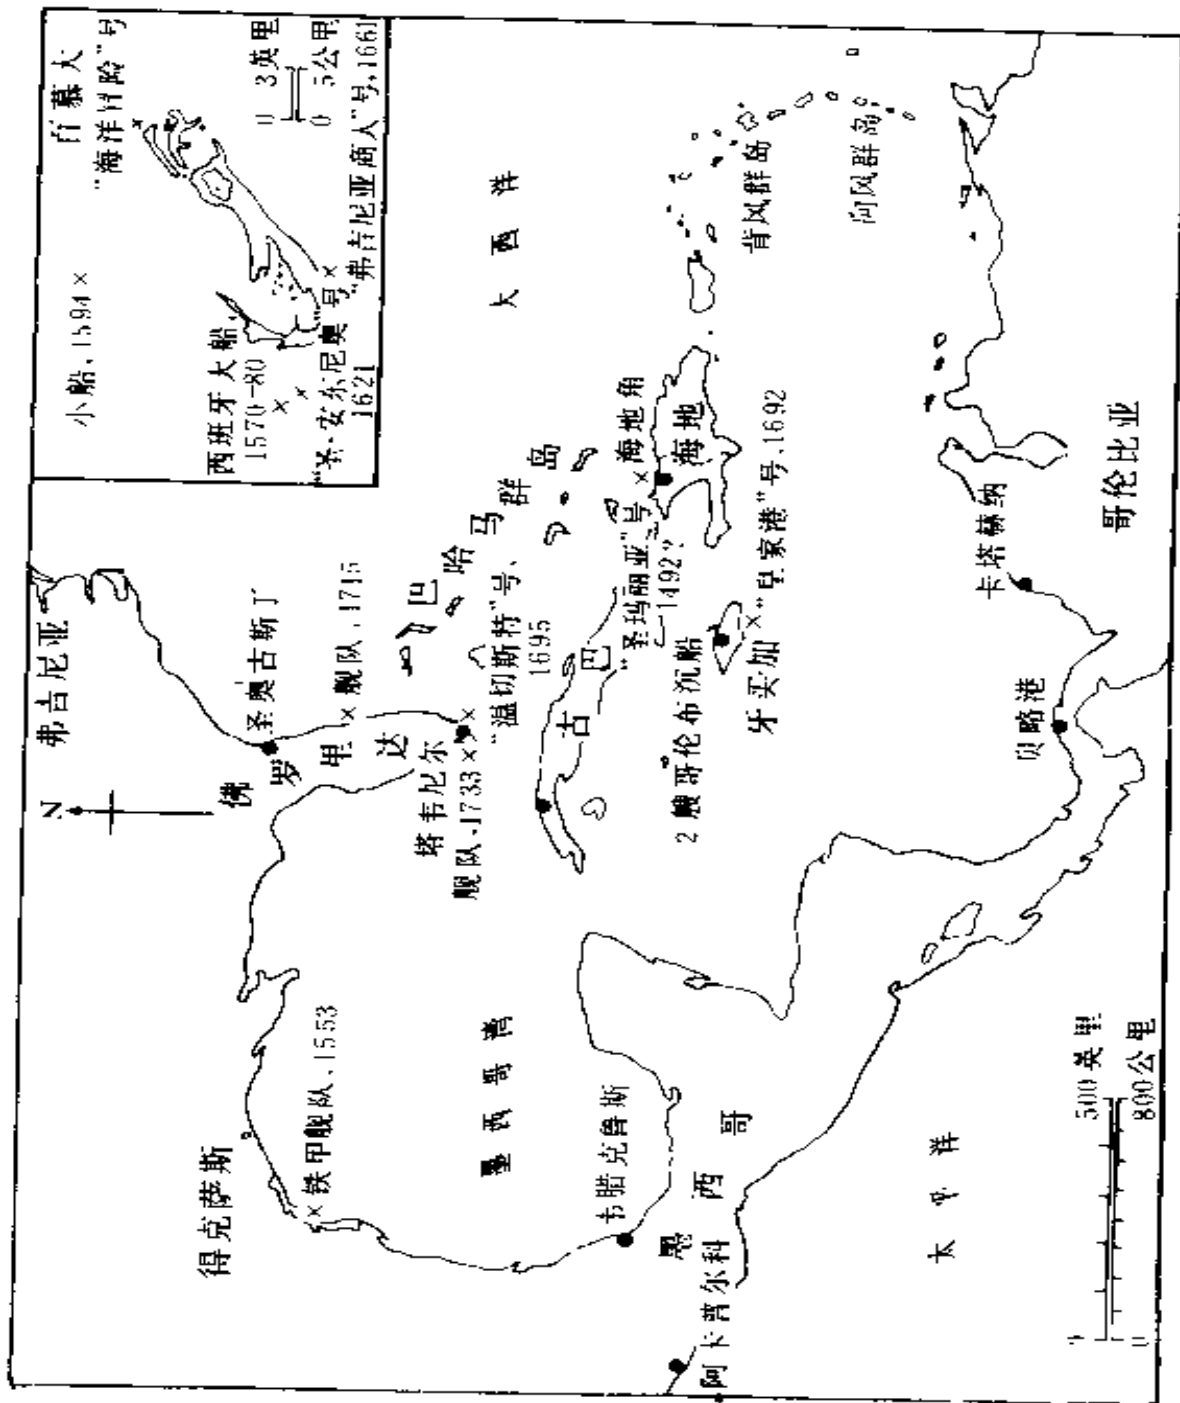 百慕大
"海洋冒险"号
小船,1594
0 3英里
0 5公里
西班牙大船,
1570-80
"圣·安东尼奥"号
1621
"弗吉尼亚商人"号,1661
N
弗吉尼亚
圣奥古斯丁
舰队,1715
佛罗里达
得克萨斯
铁甲舰队,1553
塔韦尼尔
舰队,1733
巴哈马群岛
"温切斯特"号,
1695
大西洋
墨西哥湾
古巴
"圣玛丽亚"号
1492?
海地角
海地
2艘哥伦布沉船
牙买加
"皇家港"号,1692
背风群岛
向风群岛
韦腊克鲁斯
墨西哥
阿卡普尔科
太平洋
贝略港
卡塔赫纳
哥伦比亚
0 500英里
0 800公里